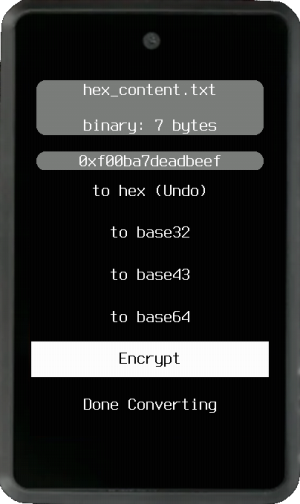 hex_content.txt
binary: 7 bytes
0xf00ba7deadbeef
to hex (Undo)
to base32
to base43
to base64
Encrypt
Done Converting